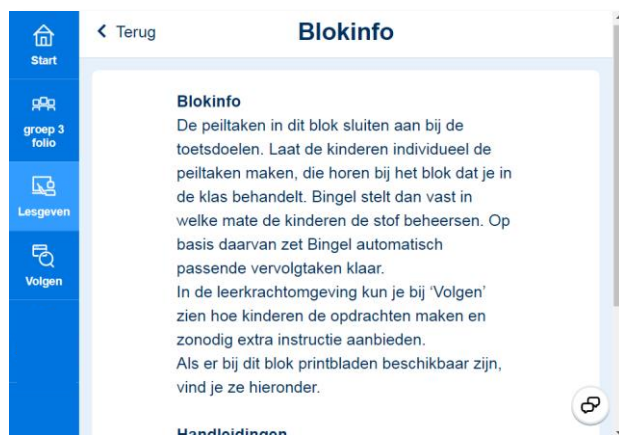 Start
groep 3
folio
Lesgeven
Volgen
Terug
Blokinfo
Blokinfo
De peiltaken in dit blok sluiten aan bij de
toetsdoelen. Laat de kinderen individueel de
peiltaken maken, die horen bij het blok dat je in
de klas behandelt. Bingel stelt dan vast in
welke mate de kinderen de stof beheersen. Op
basis daarvan zet Bingel automatisch
passende vervolgtaken klaar.
In de leerkrachtomgeving kun je bij ‘Volgen’
zien hoe kinderen de opdrachten maken en
zonodig extra instructie aanbieden.
Als er bij dit blok printbladen beschikbaar zijn,
vind je ze hieronder.
Handleidingen